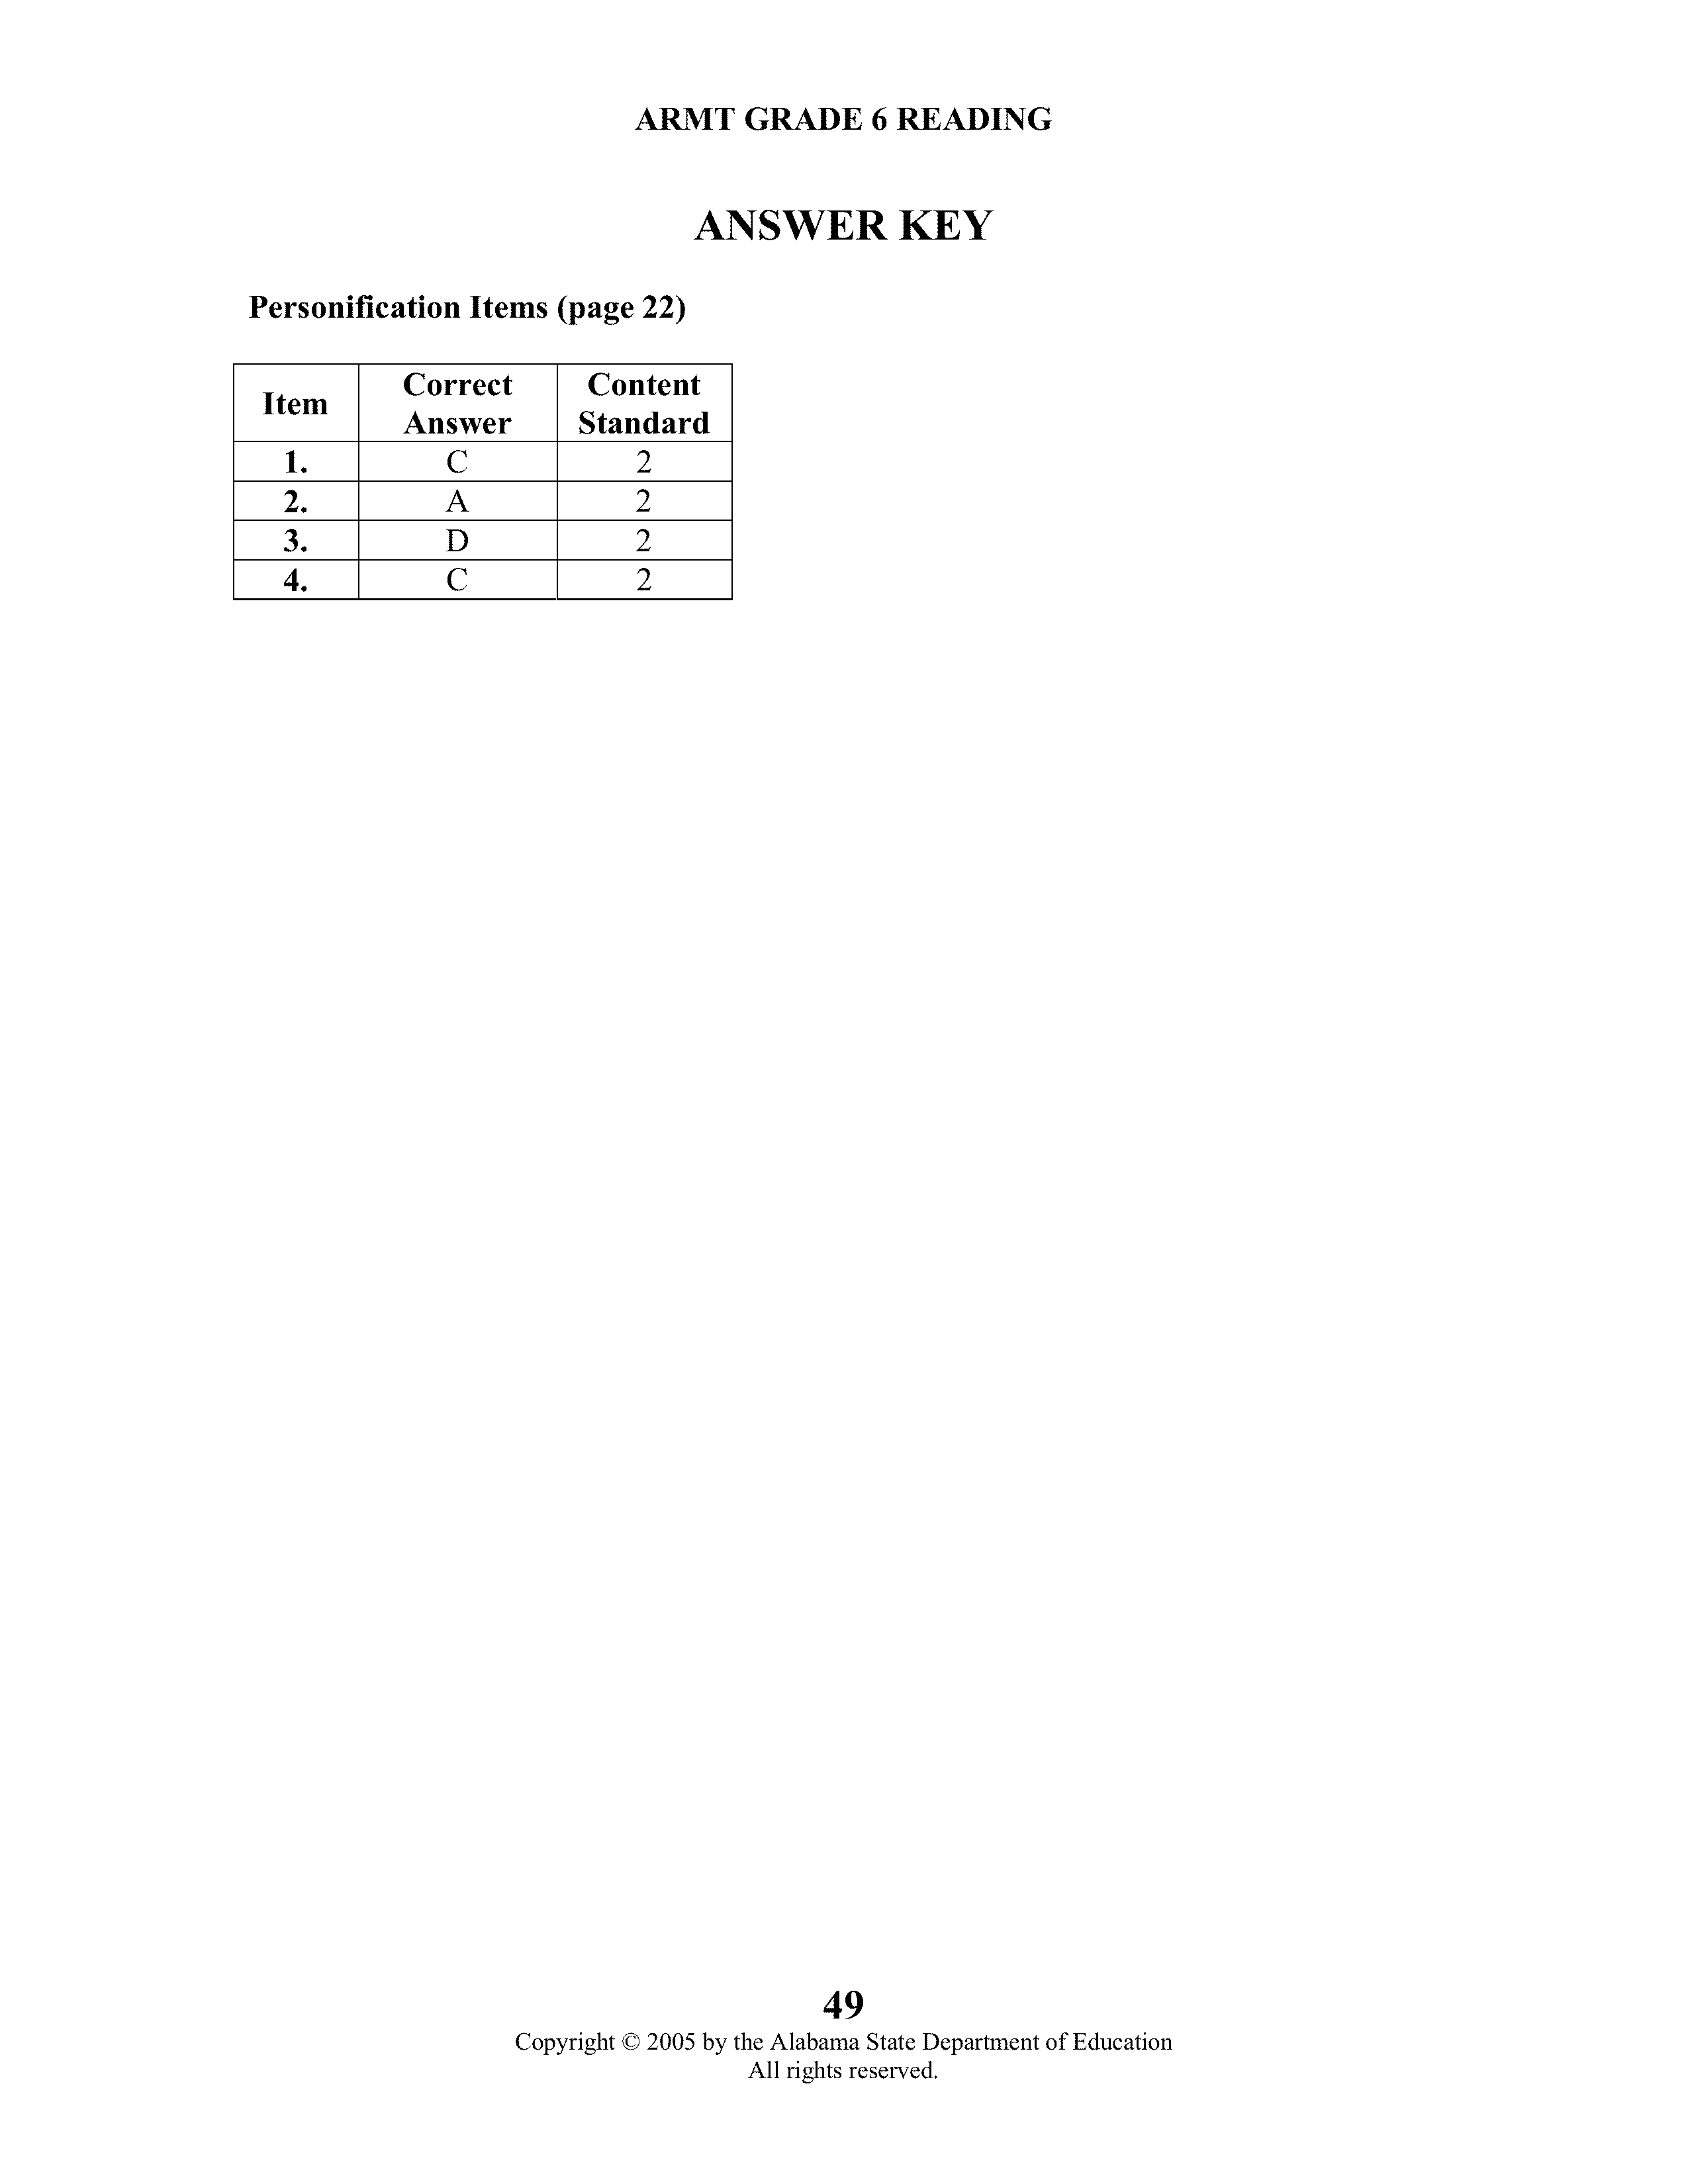 ARMT GRADE 6 READING
ANSWER KEY
Personification Items (page 22)
Item Correct Answer Content Standard
1. C 2
2. A 2
3. D 2
4. C 2
49
Copyright © 2005 by the Alabama State Department of Education
All rights reserved.